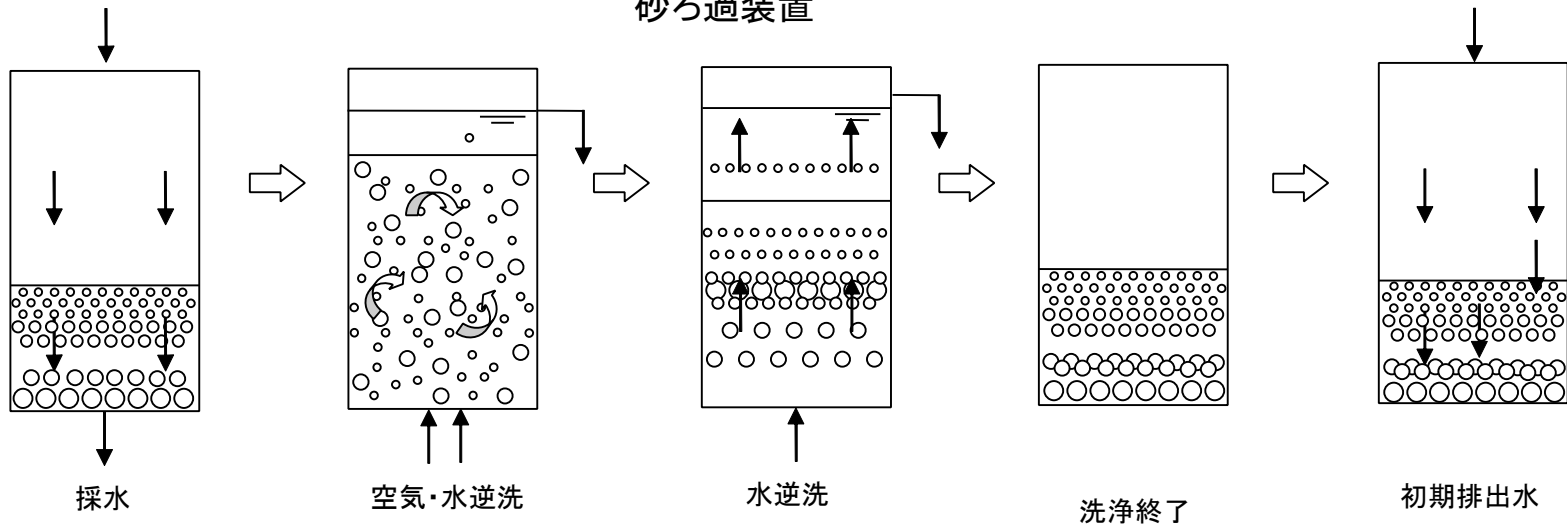 砂ろ過装置
採水
空気・水逆洗
水逆洗
洗浄終了
初期排出水